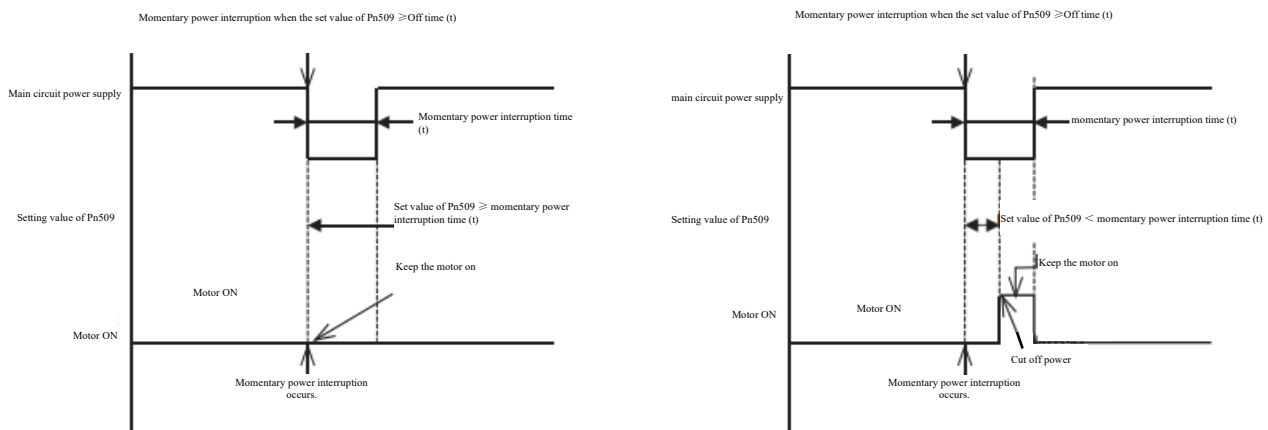 Momentary power interruption when the set value of Pn509 ≥Off time (t)
Main circuit power supply
Momentary power interruption time
(t)
Setting value of Pn509
Set value of Pn509 ≥ momentary power
interruption time (t)
Keep the motor on
Motor ON
Motor ON
Momentary power interruption
occurs.
Momentary power interruption when the set value of Pn509 ≥Off time (t)
main circuit power supply
momentary power interruption time (t)
Setting value of Pn509
Set value of Pn509 < momentary power interruption time (t)
Keep the motor on
Motor ON
Motor ON
Cut off power
Momentary power interruption
occurs.